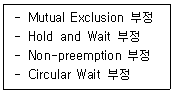 - Mutual Exclusion 부정
- Hold and Wait 부정
- Non-preemption 부정
- Circular Wait 부정